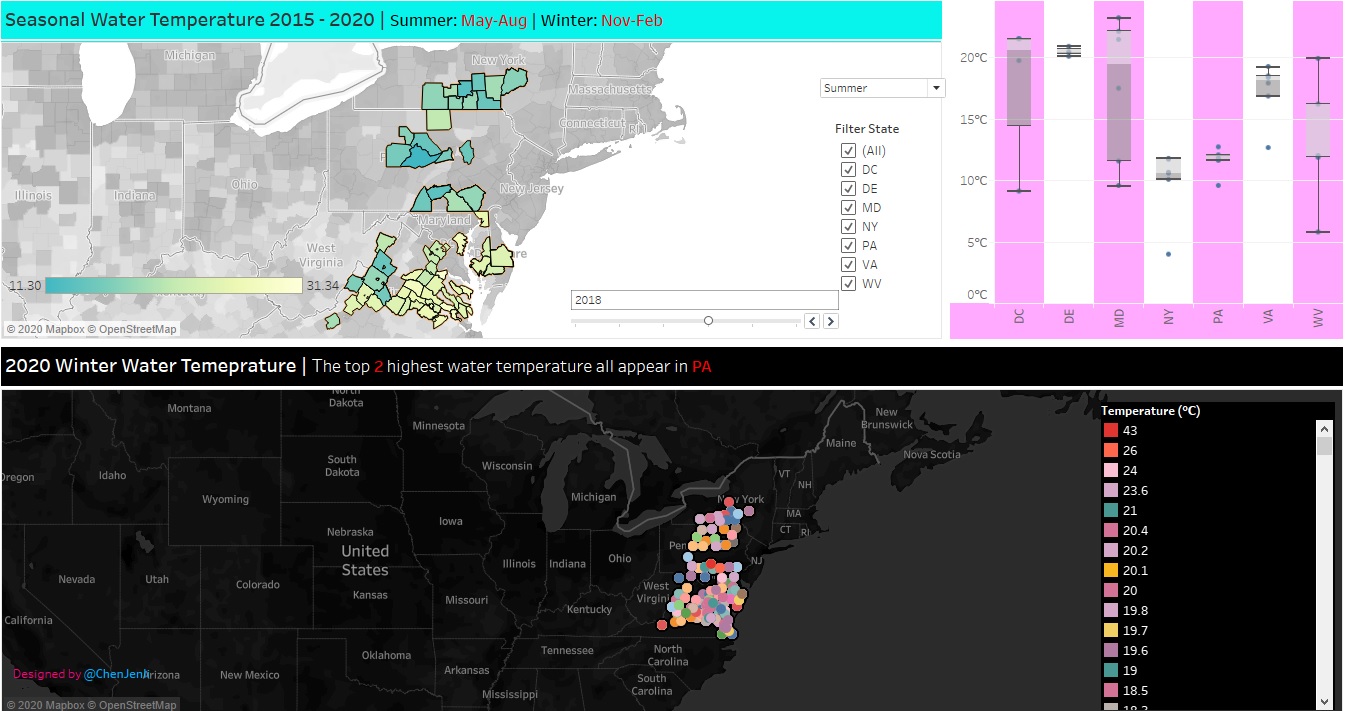 Seasonal Water Temperature 2015 - 2020 | Summer: May-Aug | Winter: Nov-Feb
Michigan
New York
Massachusetts
Connecticut
RI
Ohio
Illinois
Indiana
New Jersey
Maryland
West
Virginia
11.30
31.34
© 2020 Mapbox © OpenStreetMap
Summer
Filter State
(All)
DC
DE
MD
NY
PA
VA
WV
2018
20°C
15°C
10°C
5°C
0°C
DC
DE
MD
NY
PA
VA
WV
2020 Winter Water Temeprature | The top 2 highest water temperature all appear in PA
North
Dakota
Montana
Minnesota
New
Brunswick
Maine
Nova Scotia
Oregon
Idaho
South
Dakota
Wisconsin
VT
NH
Wyoming
Michigan
New York
MA
Iowa
CT
RI
Nebraska
United
States
Nevada
Utah
Colorado
Kansas
Illinois
Indiana
Ohio
NJ
Missouri
West
Kentucky
California
Oklahoma
Tennessee
North
Carolina
Arkansas
South
Carolina
Mississippi
New Mexico
Designed by @ChenJenji
© 2020 Mapbox © OpenStreetMap
Temperature (°C)
43
26
24
23.6
21
20.4
20.2
20.1
20
19.8
19.7
19.6
19
18.5
18.3